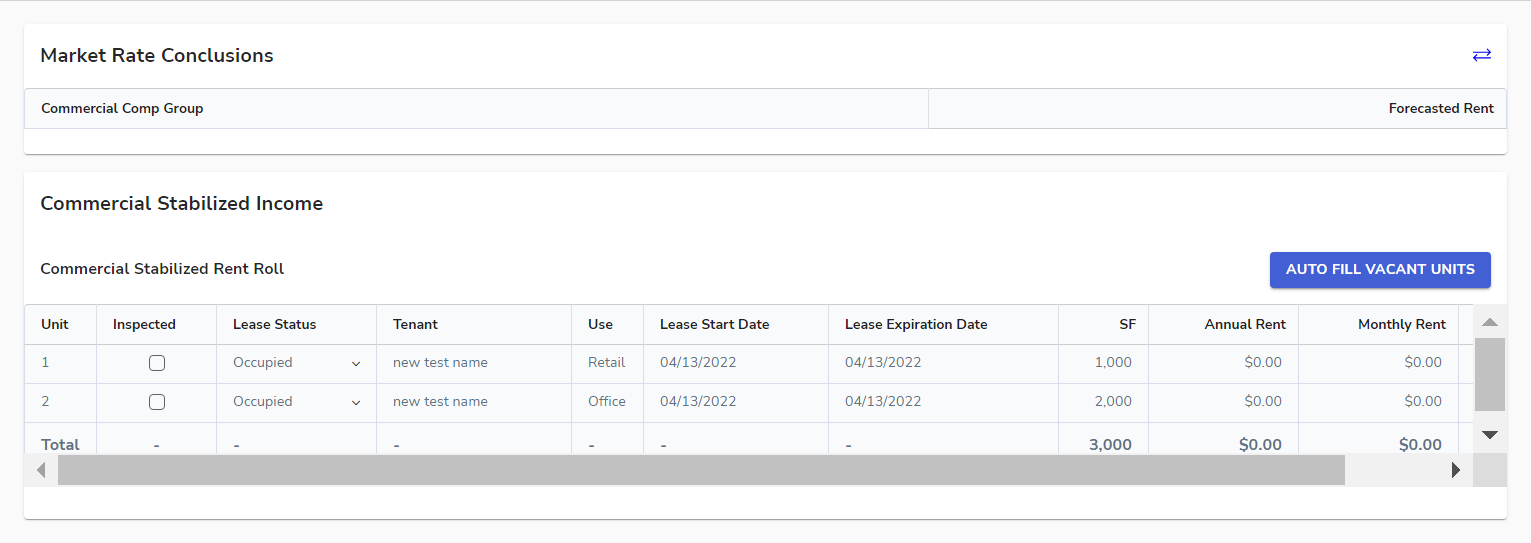 Market Rate Conclusions
Commercial Comp Group Forecasted Rent
Commercial Stabilized Income
Commercial Stabilized Rent Roll AUTO FILL VACANT UNITS
Unit Inspected Lease Status Tenant Use Lease Start Date Lease Expiration Date SF Annual Rent Monthly Rent
1 Occupied new test name Retail 04/13/2022 04/13/2022 1,000 $0.00 $0.00
2 Occupied new test name Office 04/13/2022 04/13/2022 2,000 $0.00 $0.00
Total - - - - - - 3,000 $0.00 $0.00